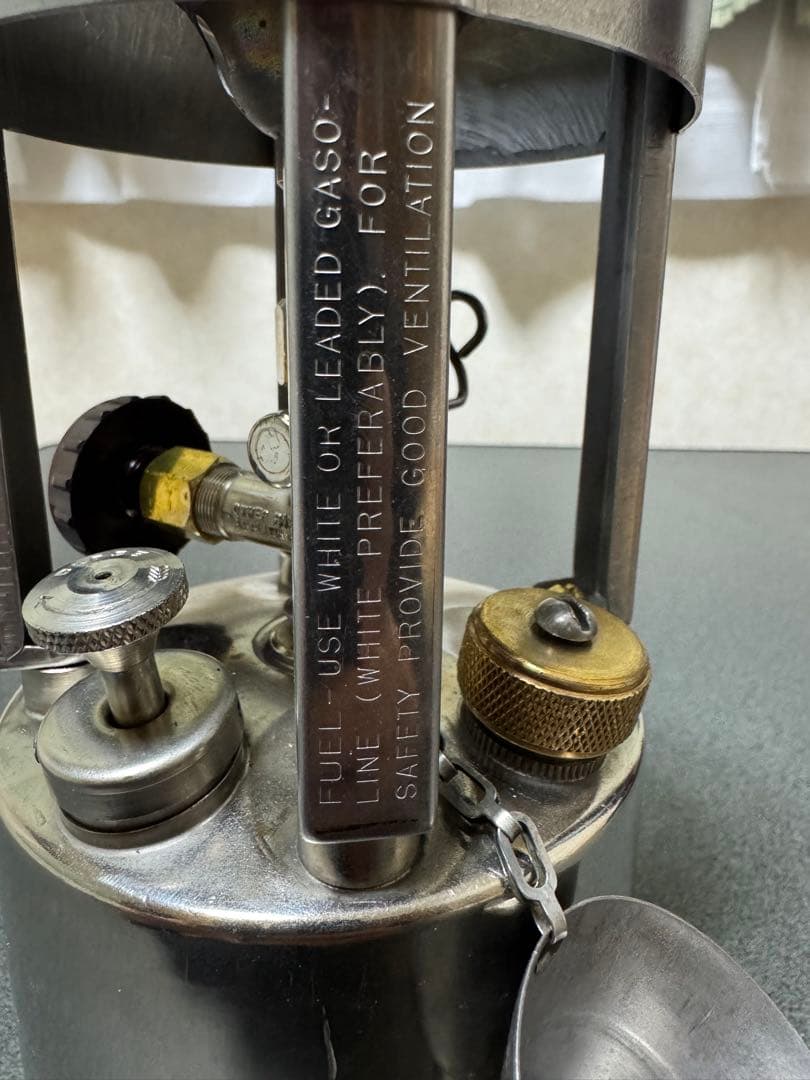 FUEL - USE WHITE OR LEADED GASO-
LINE (WHITE PREFERABLY). FOR
SAFETY PROVIDE GOOD VENTILATION